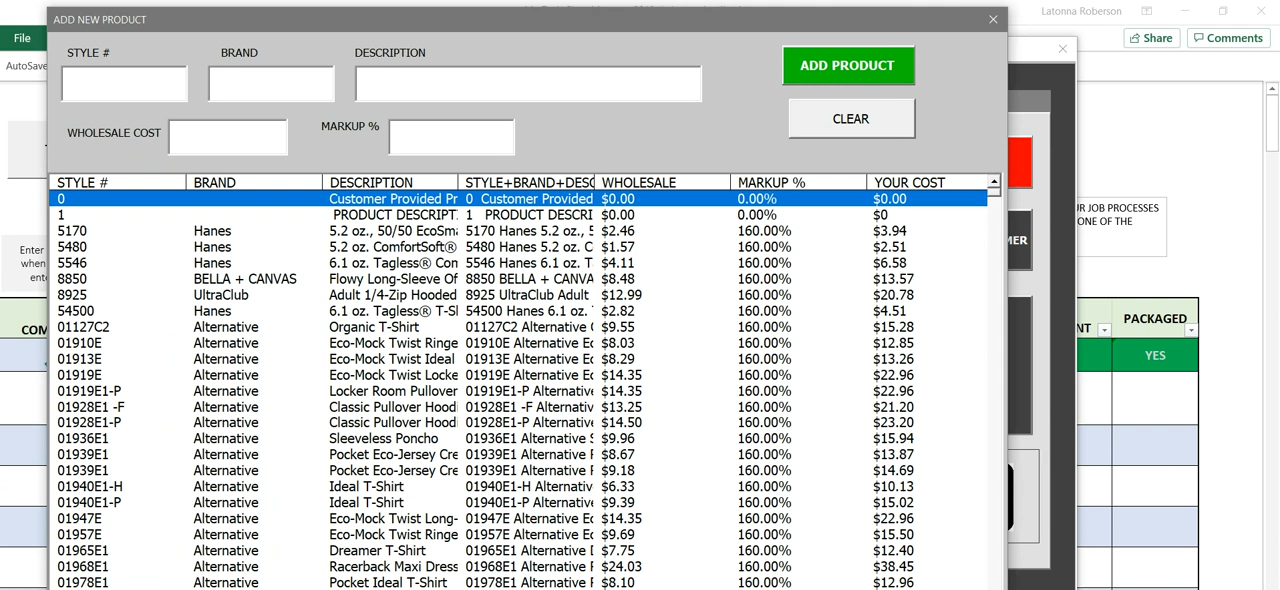 Latonna Roberson
ADD NEW PRODUCT
File
Share
Comments
AutoSave
STYLE #
BRAND
DESCRIPTION
ADD PRODUCT
WHOLESALE COST
MARKUP %
CLEAR
STYLE # BRAND DESCRIPTION STYLE+BRAND+DESC WHOLESALE MARKUP % YOUR COST
0 Customer Provided Pr 0 Customer Provided $0.00 0.00% $0.00
1 PRODUCT DESCRIPT. 1 PRODUCT DESCRI $0.00 0.00% $0
5170 Hanes 5.2 oz., 50/50 EcoSma 5170 Hanes 5.2 oz., 5 $2.46 160.00% $3.94
5480 Hanes 5.2 oz. ComfortSoft® 5480 Hanes 5.2 oz. C $1.57 160.00% $2.51
5546 Hanes 6.1 oz. Tagless® Con 5546 Hanes 6.1 oz. T $4.11 160.00% $6.58
8850 BELLA + CANVAS Flowy Long-Sleeve Of 8850 BELLA + CANVA $8.48 160.00% $13.57
8925 UltraClub Adult 1/4-Zip Hooded 8925 UltraClub Adult $12.99 160.00% $20.78
54500 Hanes 6.1 oz. Tagless® T-S 54500 Hanes 6.1 oz. $2.82 160.00% $4.51
01127C2 Alternative Organic T-Shirt 01127C2 Alternative $9.55 160.00% $15.28
01910E Alternative Eco-Mock Twist Ringe 01910E Alternative Ec $8.03 160.00% $12.85
01913E Alternative Eco-Mock Twist Ideal 01913E Alternative Ec $8.29 160.00% $13.26
01919E Alternative Eco-Mock Twist Locke 01919E Alternative Ec $14.35 160.00% $22.96
01919E1-P Alternative Locker Room Pullover 01919E1-P Alternative $14.35 160.00% $22.96
01928E1 -F Alternative Classic Pullover Hoodi 01928E1 -F Alternativ $13.25 160.00% $21.20
01928E1-P Alternative Classic Pullover Hoodi 01928E1-P Alternative $14.50 160.00% $23.20
01936E1 Alternative Sleeveless Poncho 01936E1 Alternative S $9.96 160.00% $15.94
01939E1 Alternative Pocket Eco-Jersey Cre 01939E1 Alternative F $8.67 160.00% $13.87
01939E1 Alternative Pocket Eco-Jersey Cre 01939E1 Alternative F $9.18 160.00% $14.69
01940E1-H Alternative Ideal T-Shirt 01940E1-H Alternative $6.33 160.00% $10.13
01940E1-P Alternative Ideal T-Shirt 01940E1-P Alternative $9.39 160.00% $15.02
01947E Alternative Eco-Mock Twist Long- 01947E Alternative Ec $14.35 160.00% $22.96
01957E Alternative Eco-Mock Twist Ringe 01957E Alternative Ec $9.69 160.00% $15.50
01965E1 Alternative Dreamer T-Shirt 01965E1 Alternative D $7.75 160.00% $12.40
01968E1 Alternative Racerback Maxi Dress 01968E1 Alternative F $24.03 160.00% $38.45
01978E1 Alternative Pocket Ideal T-Shirt 01978E1 Alternative F $8.10 160.00% $12.96
Enter
when
ente
COM
UR JOB PROCESSES
ONE OF THE
MER
NT
PACKAGED
YES